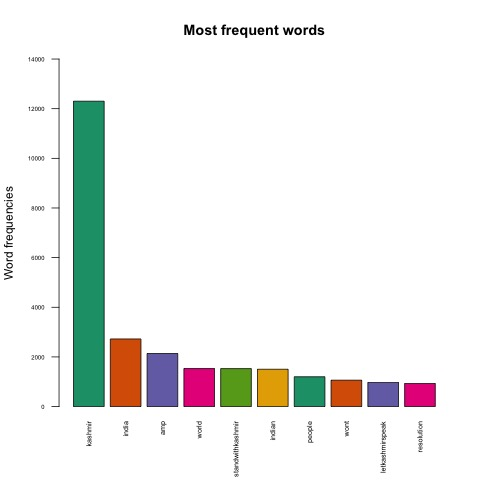 Most frequent words
Word frequencies
14000
12000
10000
8000
6000
4000
2000
0
kashmir
india
amp
world
standwithkashmir
indian
people
wont
letkashmirspeak
resolution